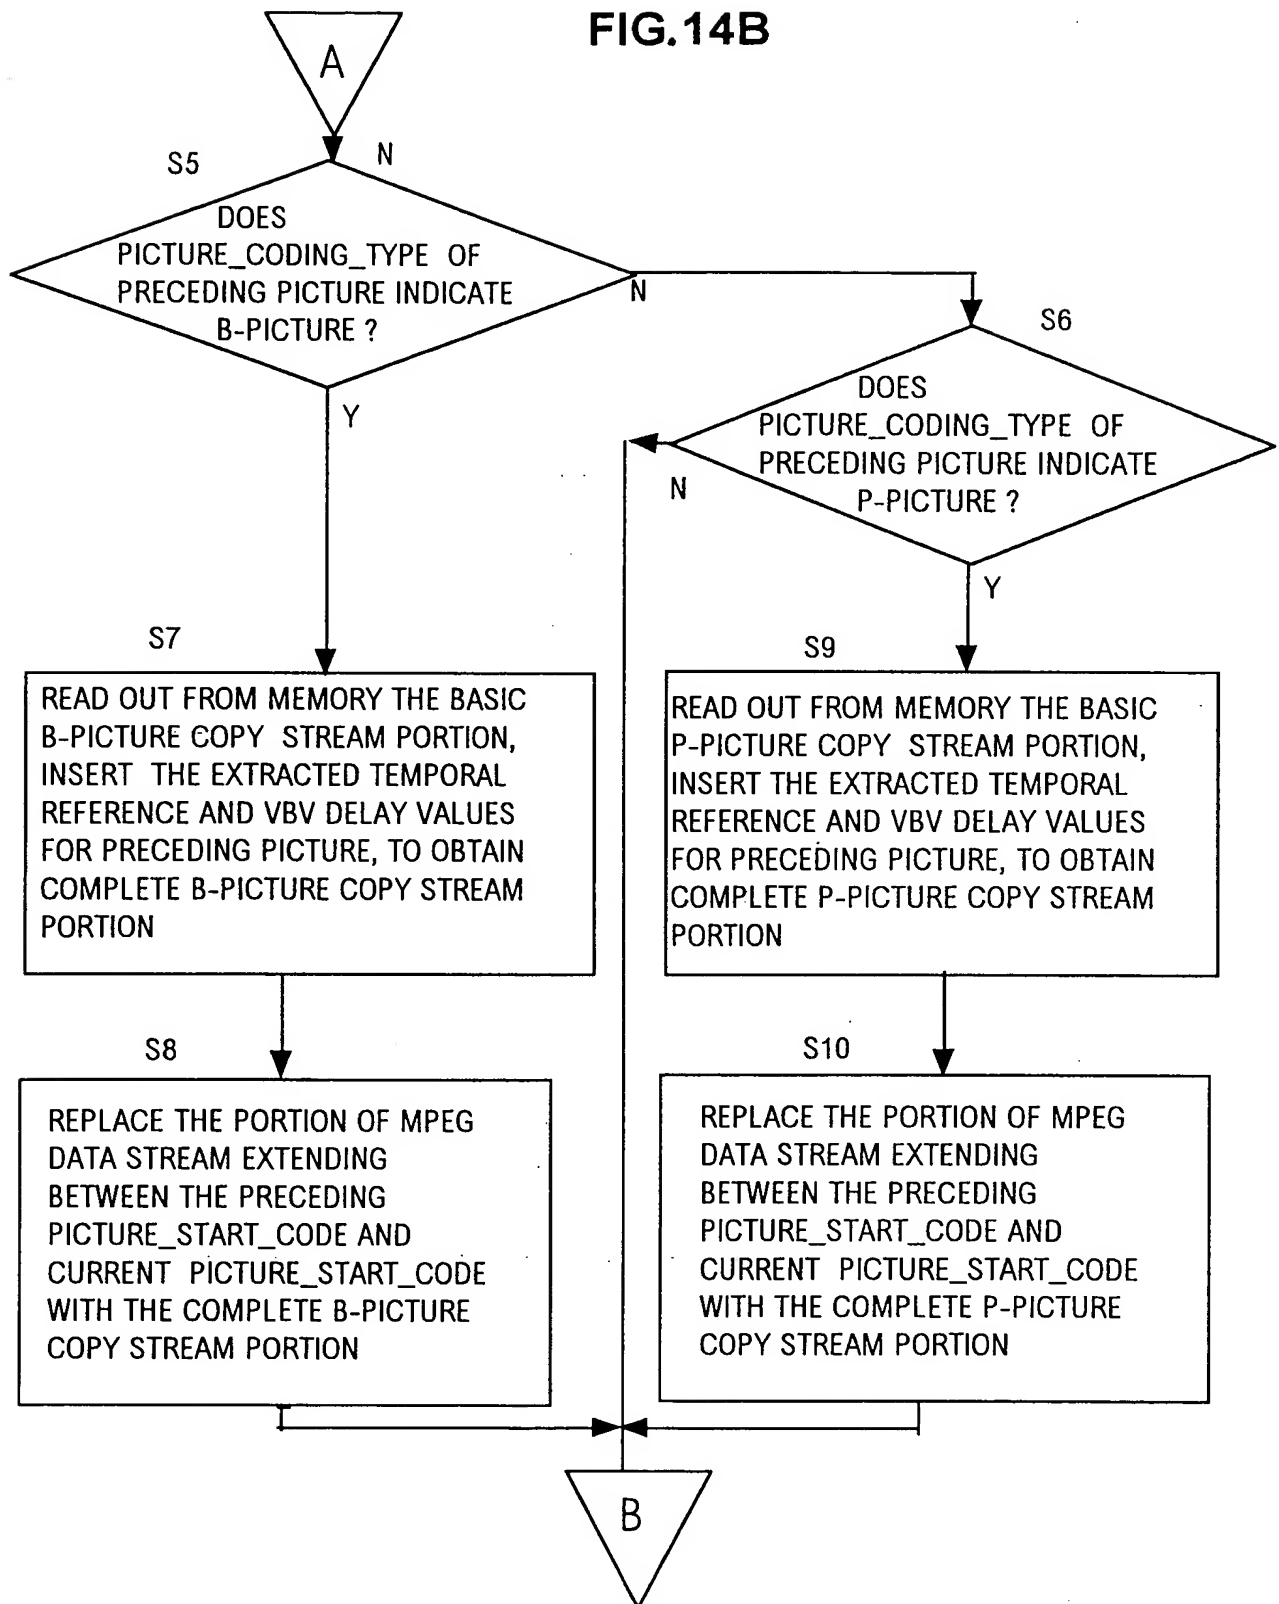 FIG.14B
A
S5
N
DOES
PICTURE_CODING_TYPE OF
PRECEDING PICTURE INDICATE
B-PICTURE ?
N
Y
S6
DOES
PICTURE_CODING_TYPE OF
PRECEDING PICTURE INDICATE
P-PICTURE ?
N
Y
S7
READ OUT FROM MEMORY THE BASIC
B-PICTURE COPY STREAM PORTION,
INSERT THE EXTRACTED TEMPORAL
REFERENCE AND VBV DELAY VALUES
FOR PRECEDING PICTURE, TO OBTAIN
COMPLETE B-PICTURE COPY STREAM
PORTION
S9
READ OUT FROM MEMORY THE BASIC
P-PICTURE COPY STREAM PORTION,
INSERT THE EXTRACTED TEMPORAL
REFERENCE AND VBV DELAY VALUES
FOR PRECEDING PICTURE, TO OBTAIN
COMPLETE P-PICTURE COPY STREAM
PORTION
S8
REPLACE THE PORTION OF MPEG
DATA STREAM EXTENDING
BETWEEN THE PRECEDING
PICTURE_START_CODE AND
CURRENT PICTURE_START_CODE
WITH THE COMPLETE B-PICTURE
COPY STREAM PORTION
S10
REPLACE THE PORTION OF MPEG
DATA STREAM EXTENDING
BETWEEN THE PRECEDING
PICTURE_START_CODE AND
CURRENT PICTURE_START_CODE
WITH THE COMPLETE P-PICTURE
COPY STREAM PORTION
B